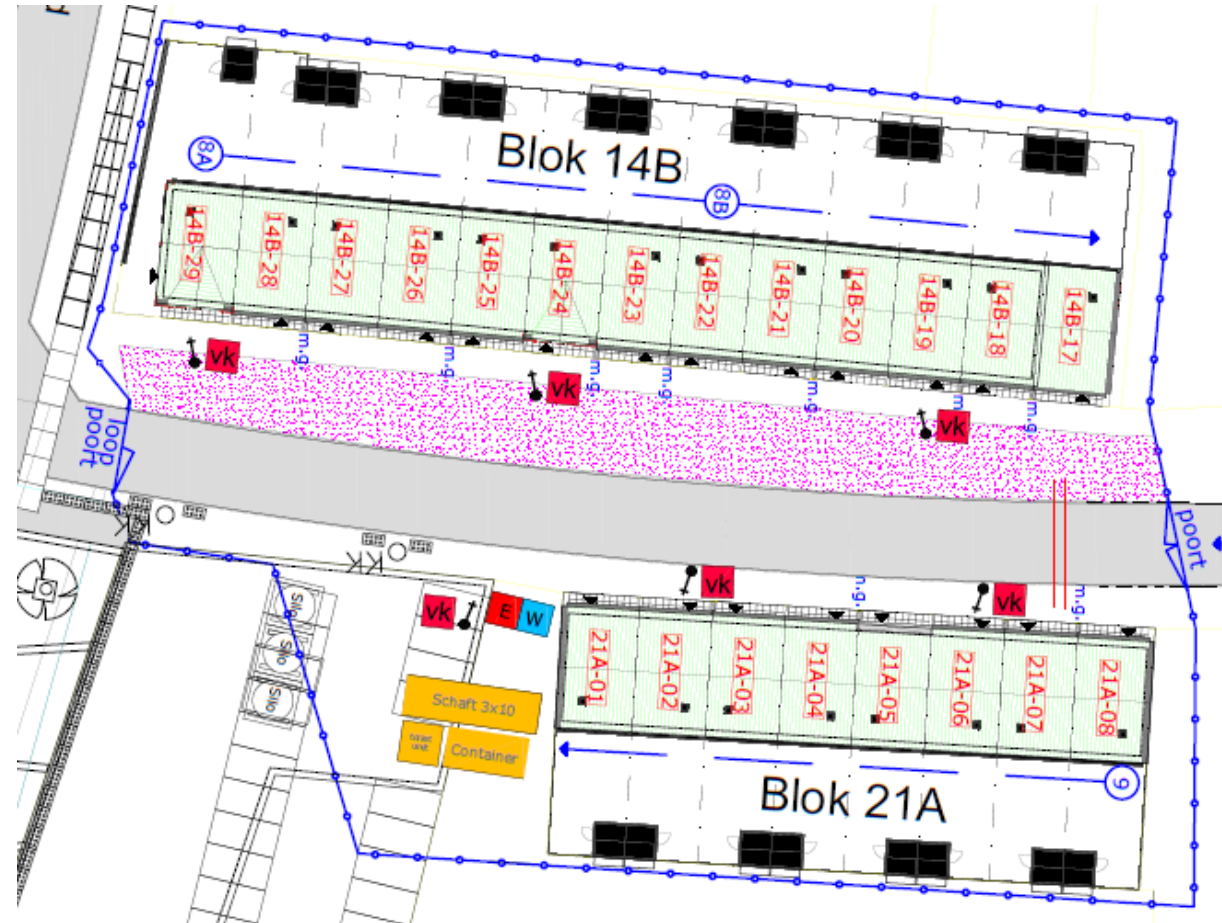 Blok 14B
8A
8B
14B-29
14B-28
14B-27
14B-26
14B-25
14B-24
14B-23
14B-22
14B-21
14B-20
14B-19
14B-18
14B-17
m.g.
m.g.
m.g.
m.g.
m.g.
m.g.
m.g.
vk
vk
vk
loop
poort
poort
KK
KK
m.g.
m.g.
vk
vk
vk
E
W
Silo
Silo
Silo
21A-01
21A-02
21A-03
21A-04
21A-05
21A-06
21A-07
21A-08
Schaft 3x10
toilet
unit
Container
9
Blok 21A